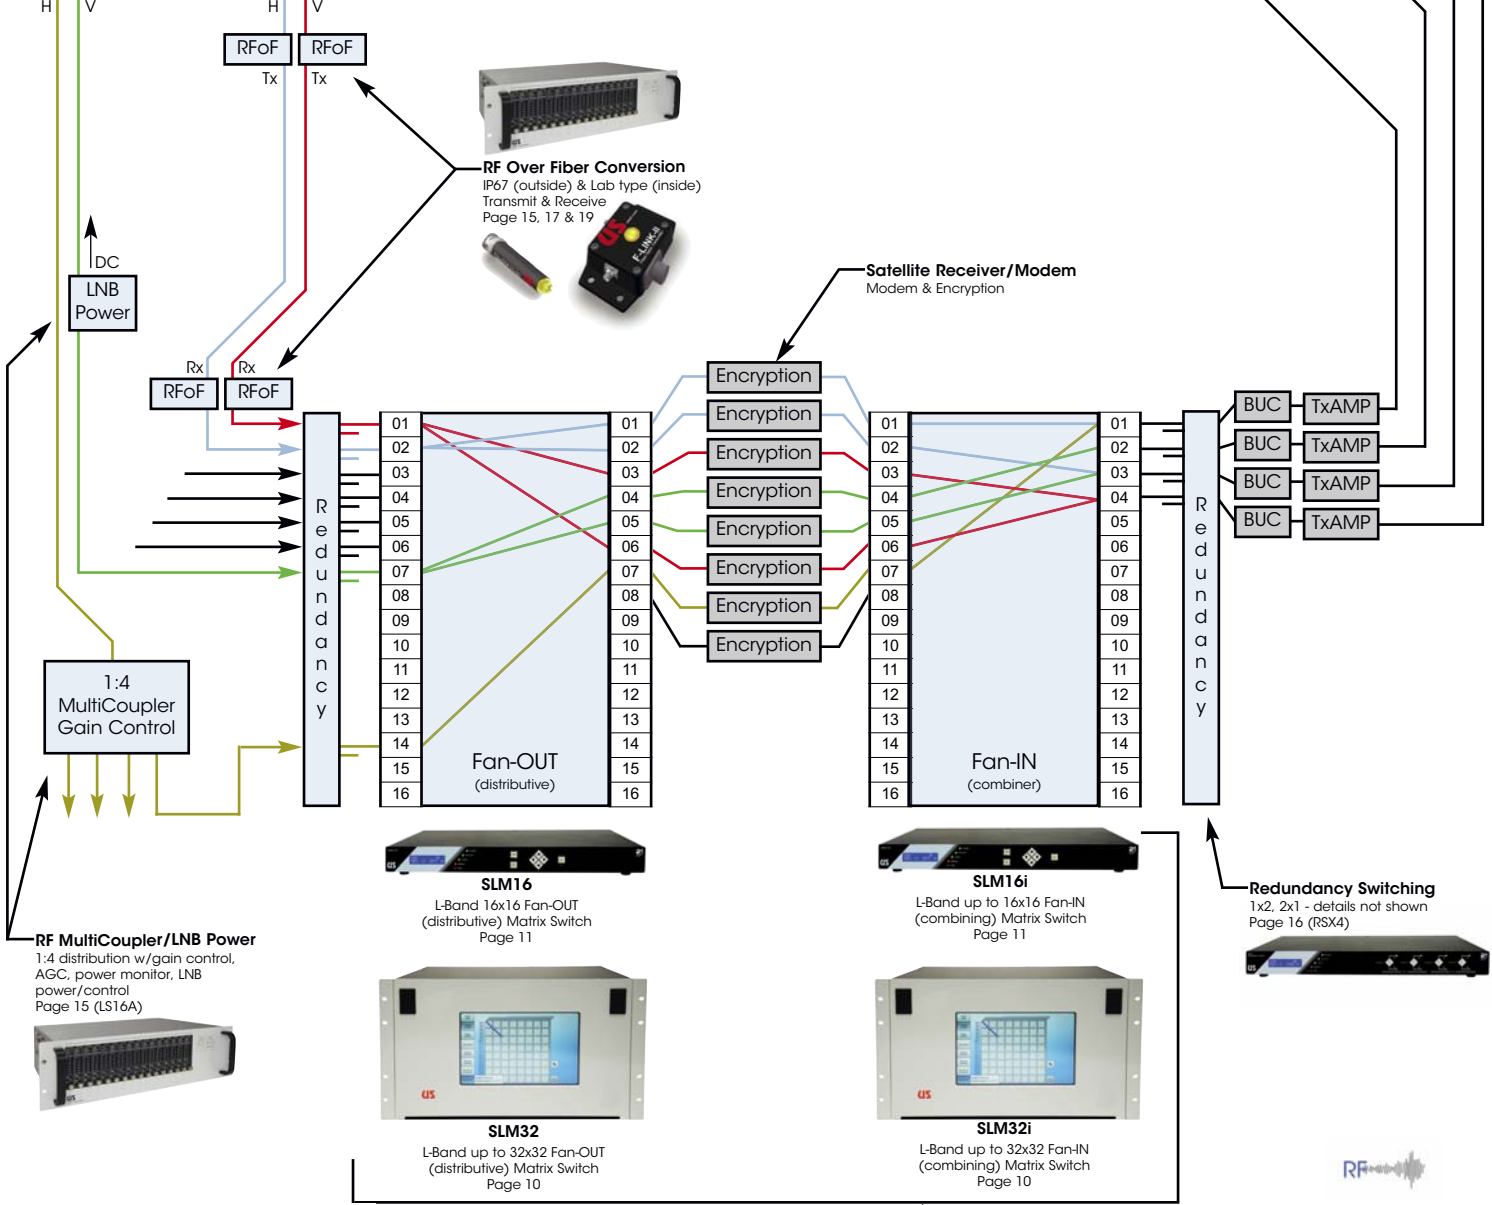 H V H V
RFoF RFoF
Tx Tx
RF Over Fiber Conversion
IP67 (outside) & Lab type (inside)
Transmit & Receive
Page 15, 17 & 19
F-LINK-II
DC
LNB
Power
Satellite Receiver/Modem
Modem & Encryption
Rx Rx
RFoF RFoF
Encryption
Encryption
Encryption
Encryption
Encryption
Encryption
Encryption
Encryption
BUC TxAMP
BUC TxAMP
BUC TxAMP
BUC TxAMP
Redundancy
01 01 01 01
02 02 02 02
03 03 03 03
04 04 04 04
05 05 05 05
06 06 06 06
07 07 07 07
08 08 08 08
09 09 09 09
10 10 10 10
11 11 11 11
12 12 12 12
13 13 13 13
14 14 14 14
15 15 15 15
16 16 16 16
Redundancy
1:4
MultiCoupler
Gain Control
Fan-OUT
(distributive)
Fan-IN
(combiner)
SLM16
L-Band 16x16 Fan-OUT
(distributive) Matrix Switch
Page 11
SLM16i
L-Band up to 16x16 Fan-IN
(combining) Matrix Switch
Page 11
Redundancy Switching
1x2, 2x1 - details not shown
Page 16 (RSX4)
RF MultiCoupler/LNB Power
1:4 distribution w/gain control,
AGC, power monitor, LNB
power/control
Page 15 (LS16A)
SLM32
L-Band up to 32x32 Fan-OUT
(distributive) Matrix Switch
Page 10
SLM32i
L-Band up to 32x32 Fan-IN
(combining) Matrix Switch
Page 10
RF